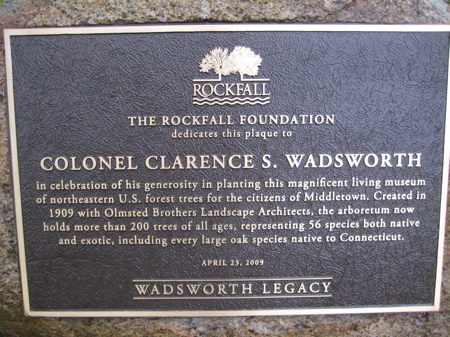 ROCKFALL
THE ROCKFALL FOUNDATION
dedicates this plaque to
COLONEL CLARENCE S. WADSWORTH
in celebration of his generosity in planting this magnificent living museum
of northeastern U.S. forest trees for the citizens of Middletown. Created in
1909 with Olmsted Brothers Landscape Architects, the arboretum now
holds more than 200 trees of all ages, representing 56 species both native
and exotic, including every large oak species native to Connecticut.
APRIL 23, 2009
WADSWORTH LEGACY